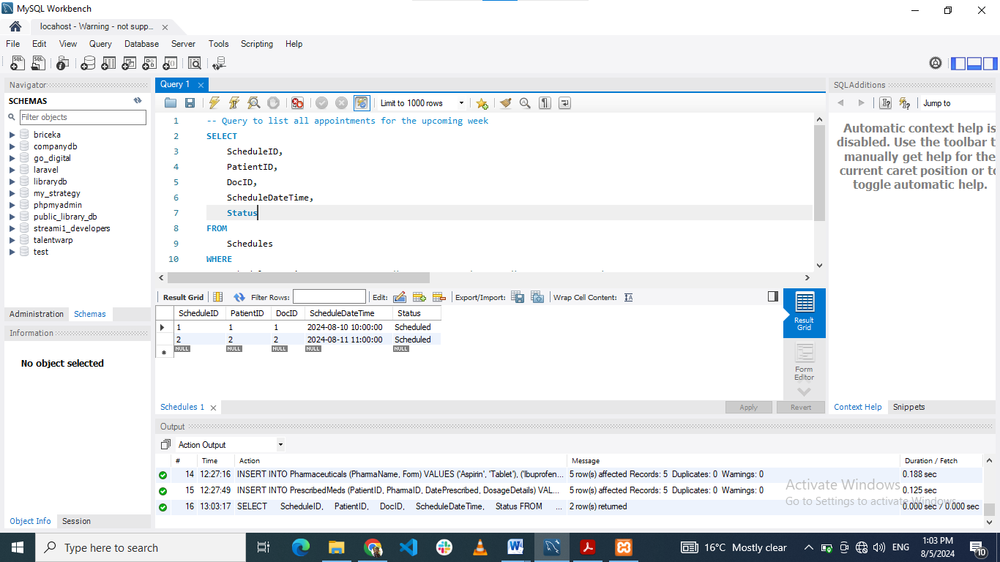 MySQL Workbench
locahost - Warning - not supp...
File Edit View Query Database Server Tools Scripting Help
Navigator
SCHEMAS
Filter objects
briceka
companydb
go_digital
laravel
librarydb
my_strategy
phpmyadmin
public_library_db
streami1_developers
talentwarp
test
Administration Schemas
Information
No object selected
Object Info Session
Query 1
Limit to 1000 rows
1 -- Query to list all appointments for the upcoming week
2 SELECT
3 ScheduleID,
4 PatientID,
5 DocID,
6 ScheduleDateTime,
7 Status
8 FROM
9 Schedules
10 WHERE
Result Grid Filter Rows: Edit: Export/Import: Wrap Cell Content:
ScheduleID PatientID DocID ScheduleDateTime Status
1 1 1 2024-08-10 10:00:00 Scheduled
2 2 2 2024-08-11 11:00:00 Scheduled
NULL NULL NULL NULL NULL
Result
Grid
Form
Editor
Schedules 1
Apply Revert
SQLAdditions
Jump to
Automatic context help is
disabled. Use the toolbar t
manually get help for the
current caret position or to
toggle automatic help.
Context Help Snippets
Output
Action Output
# Time Action Message Duration / Fetch
14 12:27:16 INSERT INTO Pharmaceuticals (PharmaName, Form) VALUES ('Aspirin', 'Tablet'), ('Ibuprofen... 5 row(s) affected Records: 5 Duplicates: 0 Warnings: 0 0.188 sec
15 12:27:49 INSERT INTO PrescribedMeds (PatientID, PharmaID, DatePrescribed, DosageDetails) VAL... 5 row(s) affected Records: 5 Duplicates: 0 Warnings: 0 0.125 sec
16 13:03:17 SELECT ScheduleID, PatientID, DocID, ScheduleDateTime, Status FROM ... 2 row(s) returned 0.000 sec / 0.000 sec
Activate Windows
Go to Settings to activate Windows.
Type here to search
16°C Mostly clear
ENG
1:03 PM
8/5/2024
10